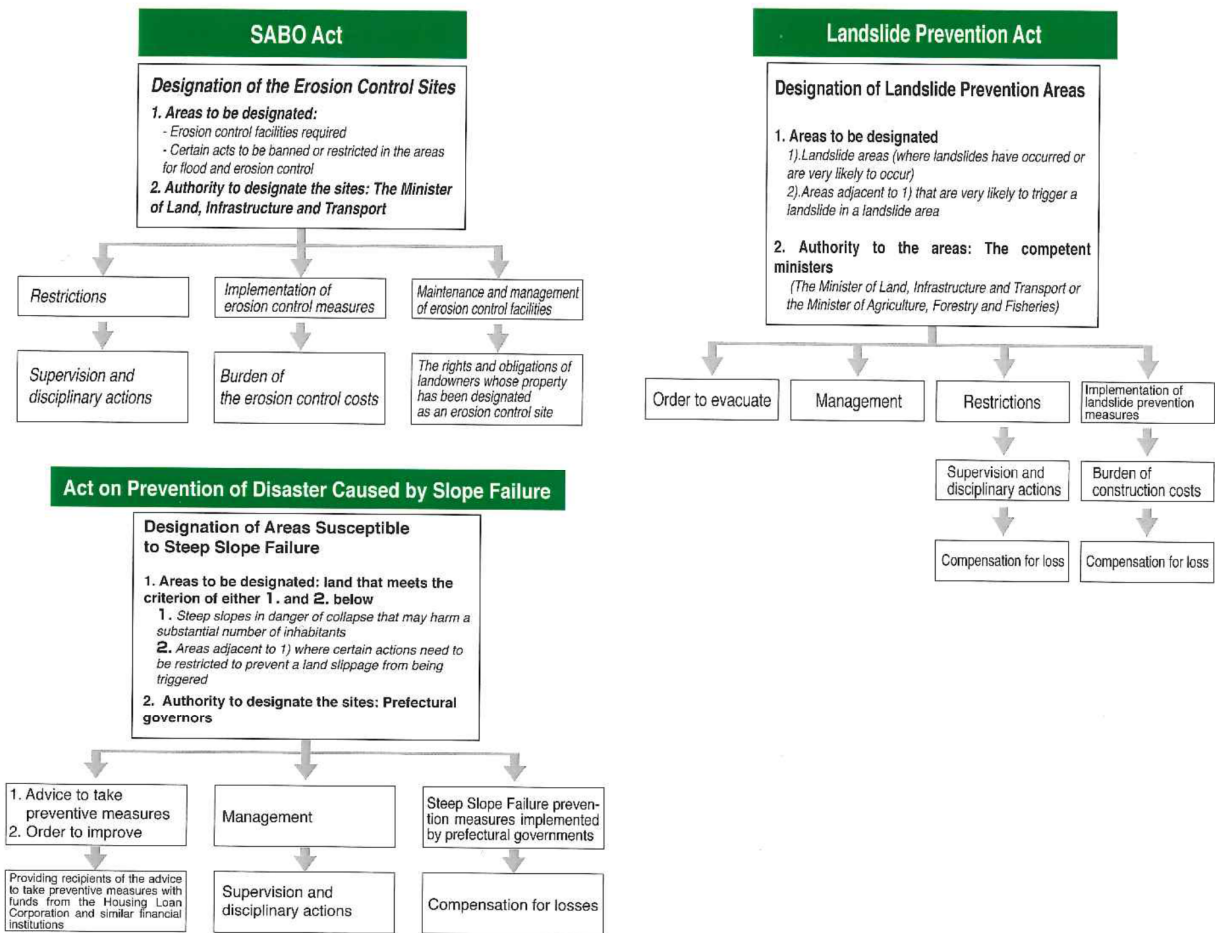 SABO Act
Designation of the Erosion Control Sites
1. Areas to be designated:
- Erosion control facilities required
- Certain acts to be banned or restricted in the areas
for flood and erosion control
2. Authority to designate the sites: The Minister
of Land, Infrastructure and Transport
Restrictions
Implementation of
erosion control measures
Maintenance and management
of erosion control facilities
Supervision and
disciplinary actions
Burden of
the erosion control costs
The rights and obligations of
landowners whose property
has been designated
as an erosion control site
Landslide Prevention Act
Designation of Landslide Prevention Areas
1. Areas to be designated
1).Landslide areas (where landslides have occurred or
are very likely to occur)
2).Areas adjacent to 1) that are very likely to trigger a
landslide in a landslide area
2. Authority to the areas: The competent
ministers
(The Minister of Land, Infrastructure and Transport or
the Minister of Agriculture, Forestry and Fisheries)
Order to evacuate
Management
Restrictions
Implementation of
landslide prevention
measures
Supervision and
disciplinary actions
Burden of
construction costs
Compensation for loss
Compensation for loss
Act on Prevention of Disaster Caused by Slope Failure
Designation of Areas Susceptible
to Steep Slope Failure
1. Areas to be designated: land that meets the
criterion of either 1. and 2. below
1. Steep slopes in danger of collapse that may harm a
substantial number of inhabitants
2. Areas adjacent to 1) where certain actions need to
be restricted to prevent a land slippage from being
triggered
2. Authority to designate the sites: Prefectural
governors
1. Advice to take
preventive measures
2. Order to improve
Management
Steep Slope Failure preven-
tion measures implemented
by prefectural governments
Providing recipients of the advice
to take preventive measures with
funds from the Housing Loan
Corporation and similar financial
institutions
Supervision and
disciplinary actions
Compensation for losses